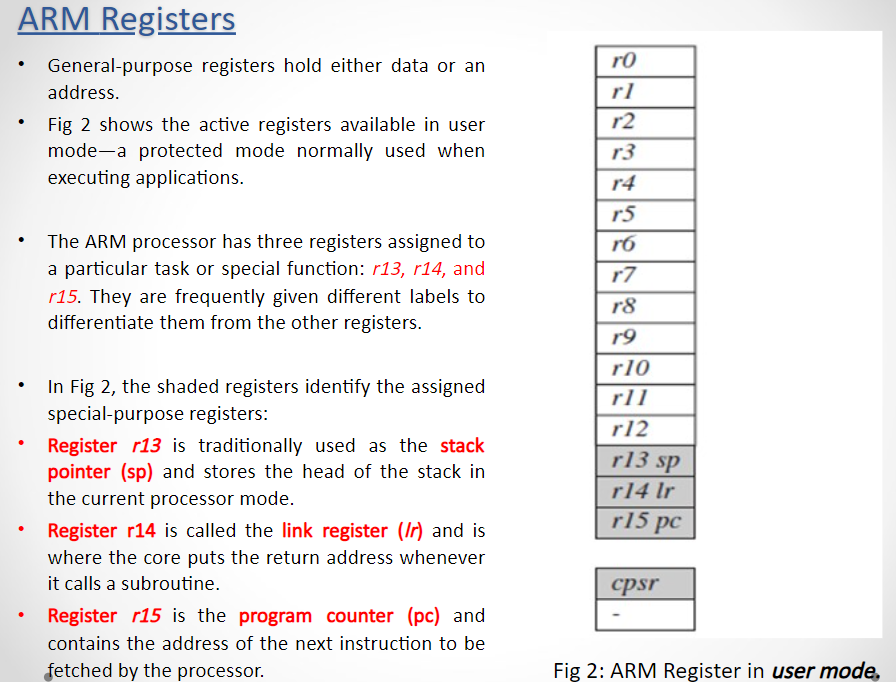 ARM Registers
• General-purpose registers hold either data or an
address.
• Fig 2 shows the active registers available in user
mode—a protected mode normally used when
executing applications.
• The ARM processor has three registers assigned to
a particular task or special function: r13, r14, and
r15. They are frequently given different labels to
differentiate them from the other registers.
• In Fig 2, the shaded registers identify the assigned
special-purpose registers:
• Register r13 is traditionally used as the stack
pointer (sp) and stores the head of the stack in
the current processor mode.
• Register r14 is called the link register (lr) and is
where the core puts the return address whenever
it calls a subroutine.
• Register r15 is the program counter (pc) and
contains the address of the next instruction to be
fetched by the processor.
r0
r1
r2
r3
r4
r5
r6
r7
r8
r9
r10
r11
r12
r13 sp
r14 lr
r15 pc
cpsr
-
Fig 2: ARM Register in user mode.